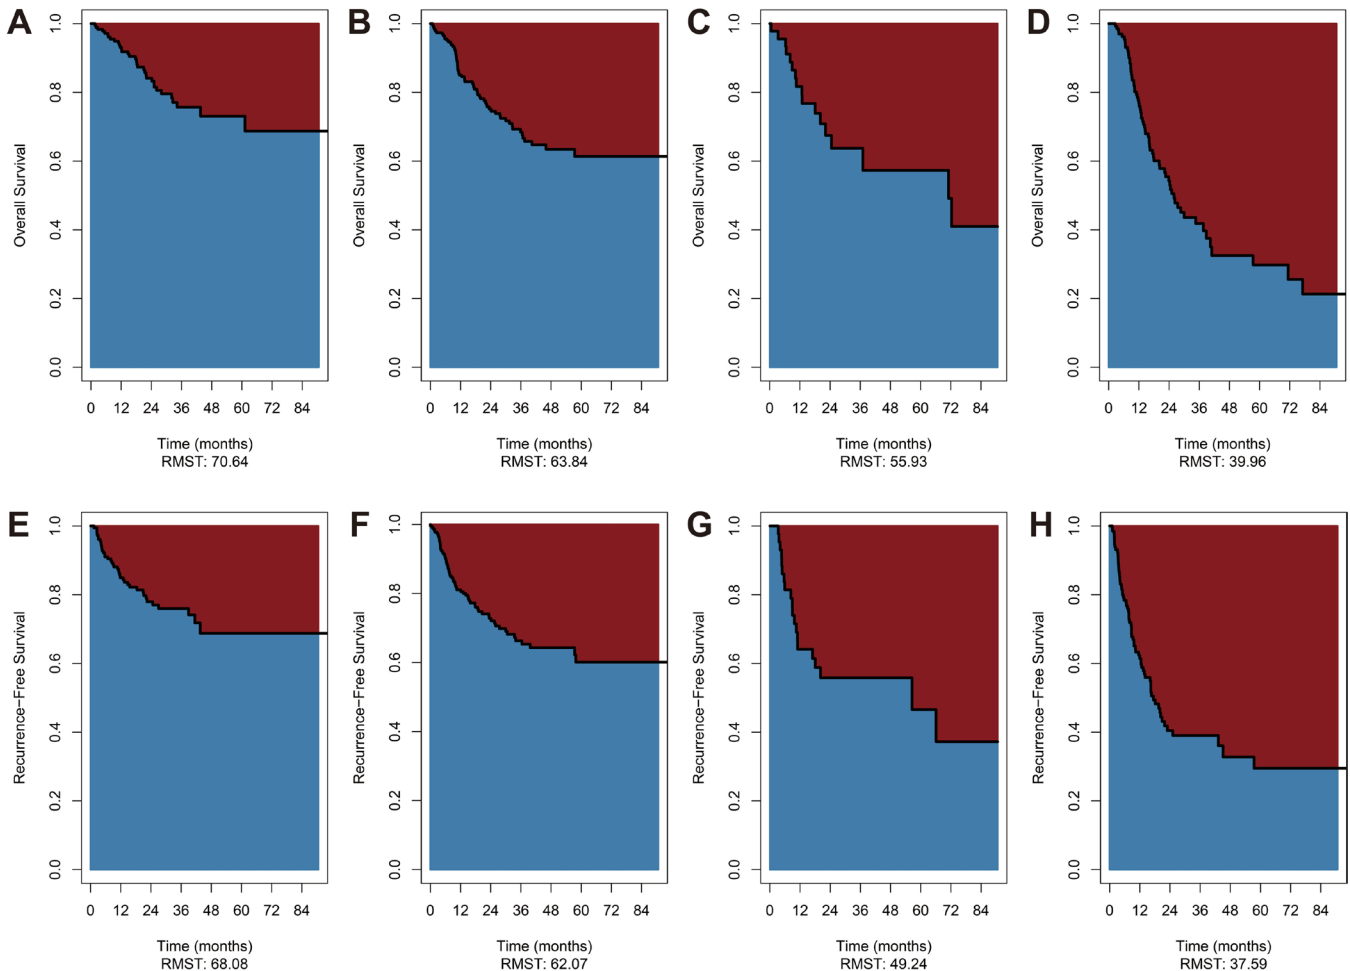 A
B
C
D
Overall Survival
0.0 0.2 0.4 0.6 0.8 1.0
0 12 24 36 48 60 72 84
Time (months)
RMST: 70.64
Overall Survival
0.0 0.2 0.4 0.6 0.8 1.0
0 12 24 36 48 60 72 84
Time (months)
RMST: 63.84
Overall Survival
0.0 0.2 0.4 0.6 0.8 1.0
0 12 24 36 48 60 72 84
Time (months)
RMST: 55.93
Overall Survival
0.0 0.2 0.4 0.6 0.8 1.0
0 12 24 36 48 60 72 84
Time (months)
RMST: 39.96
E
F
G
H
Recurrence-Free Survival
0.0 0.2 0.4 0.6 0.8 1.0
0 12 24 36 48 60 72 84
Time (months)
RMST: 68.08
Recurrence-Free Survival
0.0 0.2 0.4 0.6 0.8 1.0
0 12 24 36 48 60 72 84
Time (months)
RMST: 62.07
Recurrence-Free Survival
0.0 0.2 0.4 0.6 0.8 1.0
0 12 24 36 48 60 72 84
Time (months)
RMST: 49.24
Recurrence-Free Survival
0.0 0.2 0.4 0.6 0.8 1.0
0 12 24 36 48 60 72 84
Time (months)
RMST: 37.59